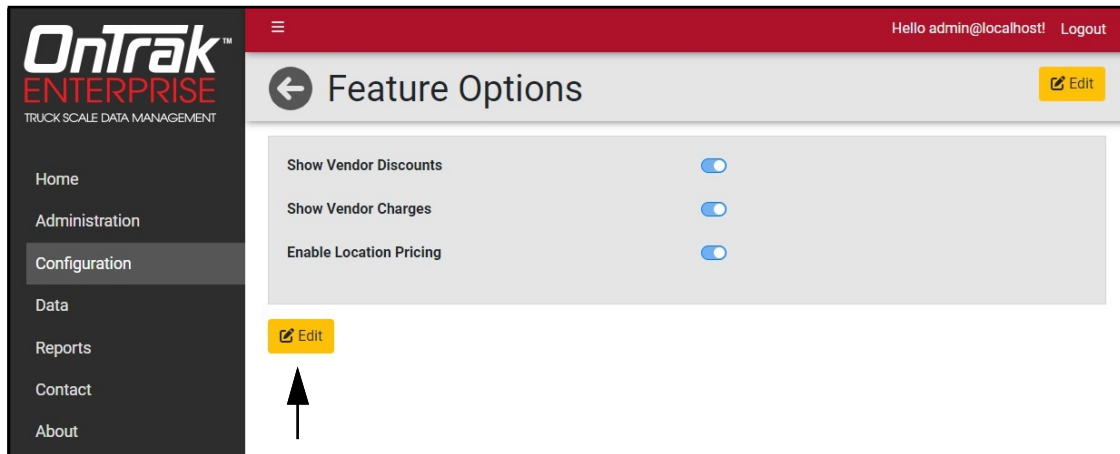 OnTrak™
ENTERPRISE
TRUCK SCALE DATA MANAGEMENT
Home
Administration
Configuration
Data
Reports
Contact
About
Hello admin@localhost! Logout
Feature Options
Edit
Show Vendor Discounts
Show Vendor Charges
Enable Location Pricing
Edit